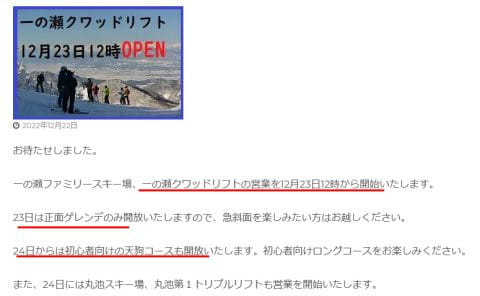 一の瀬クワッドリフト
12月23日12時OPEN
2022年12月22日
お待たせしました。
一の瀬ファミリースキー場、一の瀬クワッドリフトの営業を12月23日12時から開始いたします。
23日は正面ゲレンデのみ開放いたしますので、急斜面を楽しみたい方はお越しください。
24日からは初心者向けの天狗コースも開放いたします。初心者向けロングコースをお楽しみください。
また、24日には丸池スキー場、丸池第1トリプルリフトも営業を開始いたします。